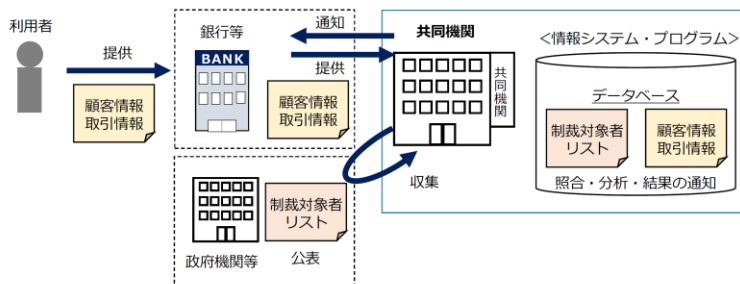 利用者
提供
顧客情報
取引情報
銀行等
BANK
顧客情報
取引情報
通知
提供
共同機関
共同機関
収集
政府機関等
制裁対象者
リスト
公表
<情報システム・プログラム>
データベース
制裁対象者
リスト
顧客情報
取引情報
照合・分析・結果の通知